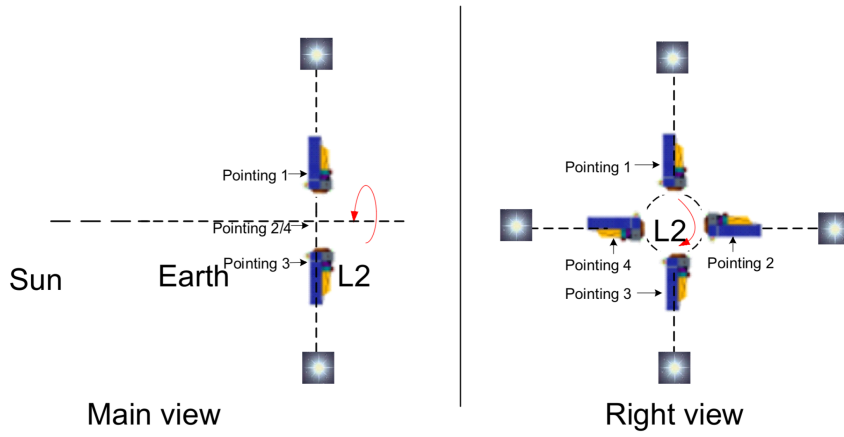 Pointing 1
Pointing 2/4
Pointing 3
Sun
Earth
L2
Main view
Pointing 1
L2
Pointing 4
Pointing 2
Pointing 3
Right view